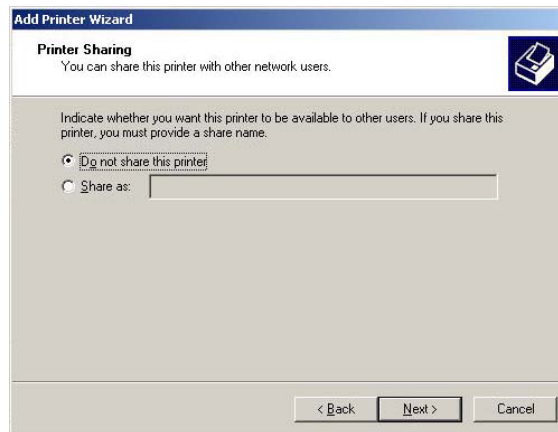 Add Printer Wizard
Printer Sharing
You can share this printer with other network users.
Indicate whether you want this printer to be available to other users. If you share this
printer, you must provide a share name.
Do not share this printer
Share as:
< Back
Next >
Cancel